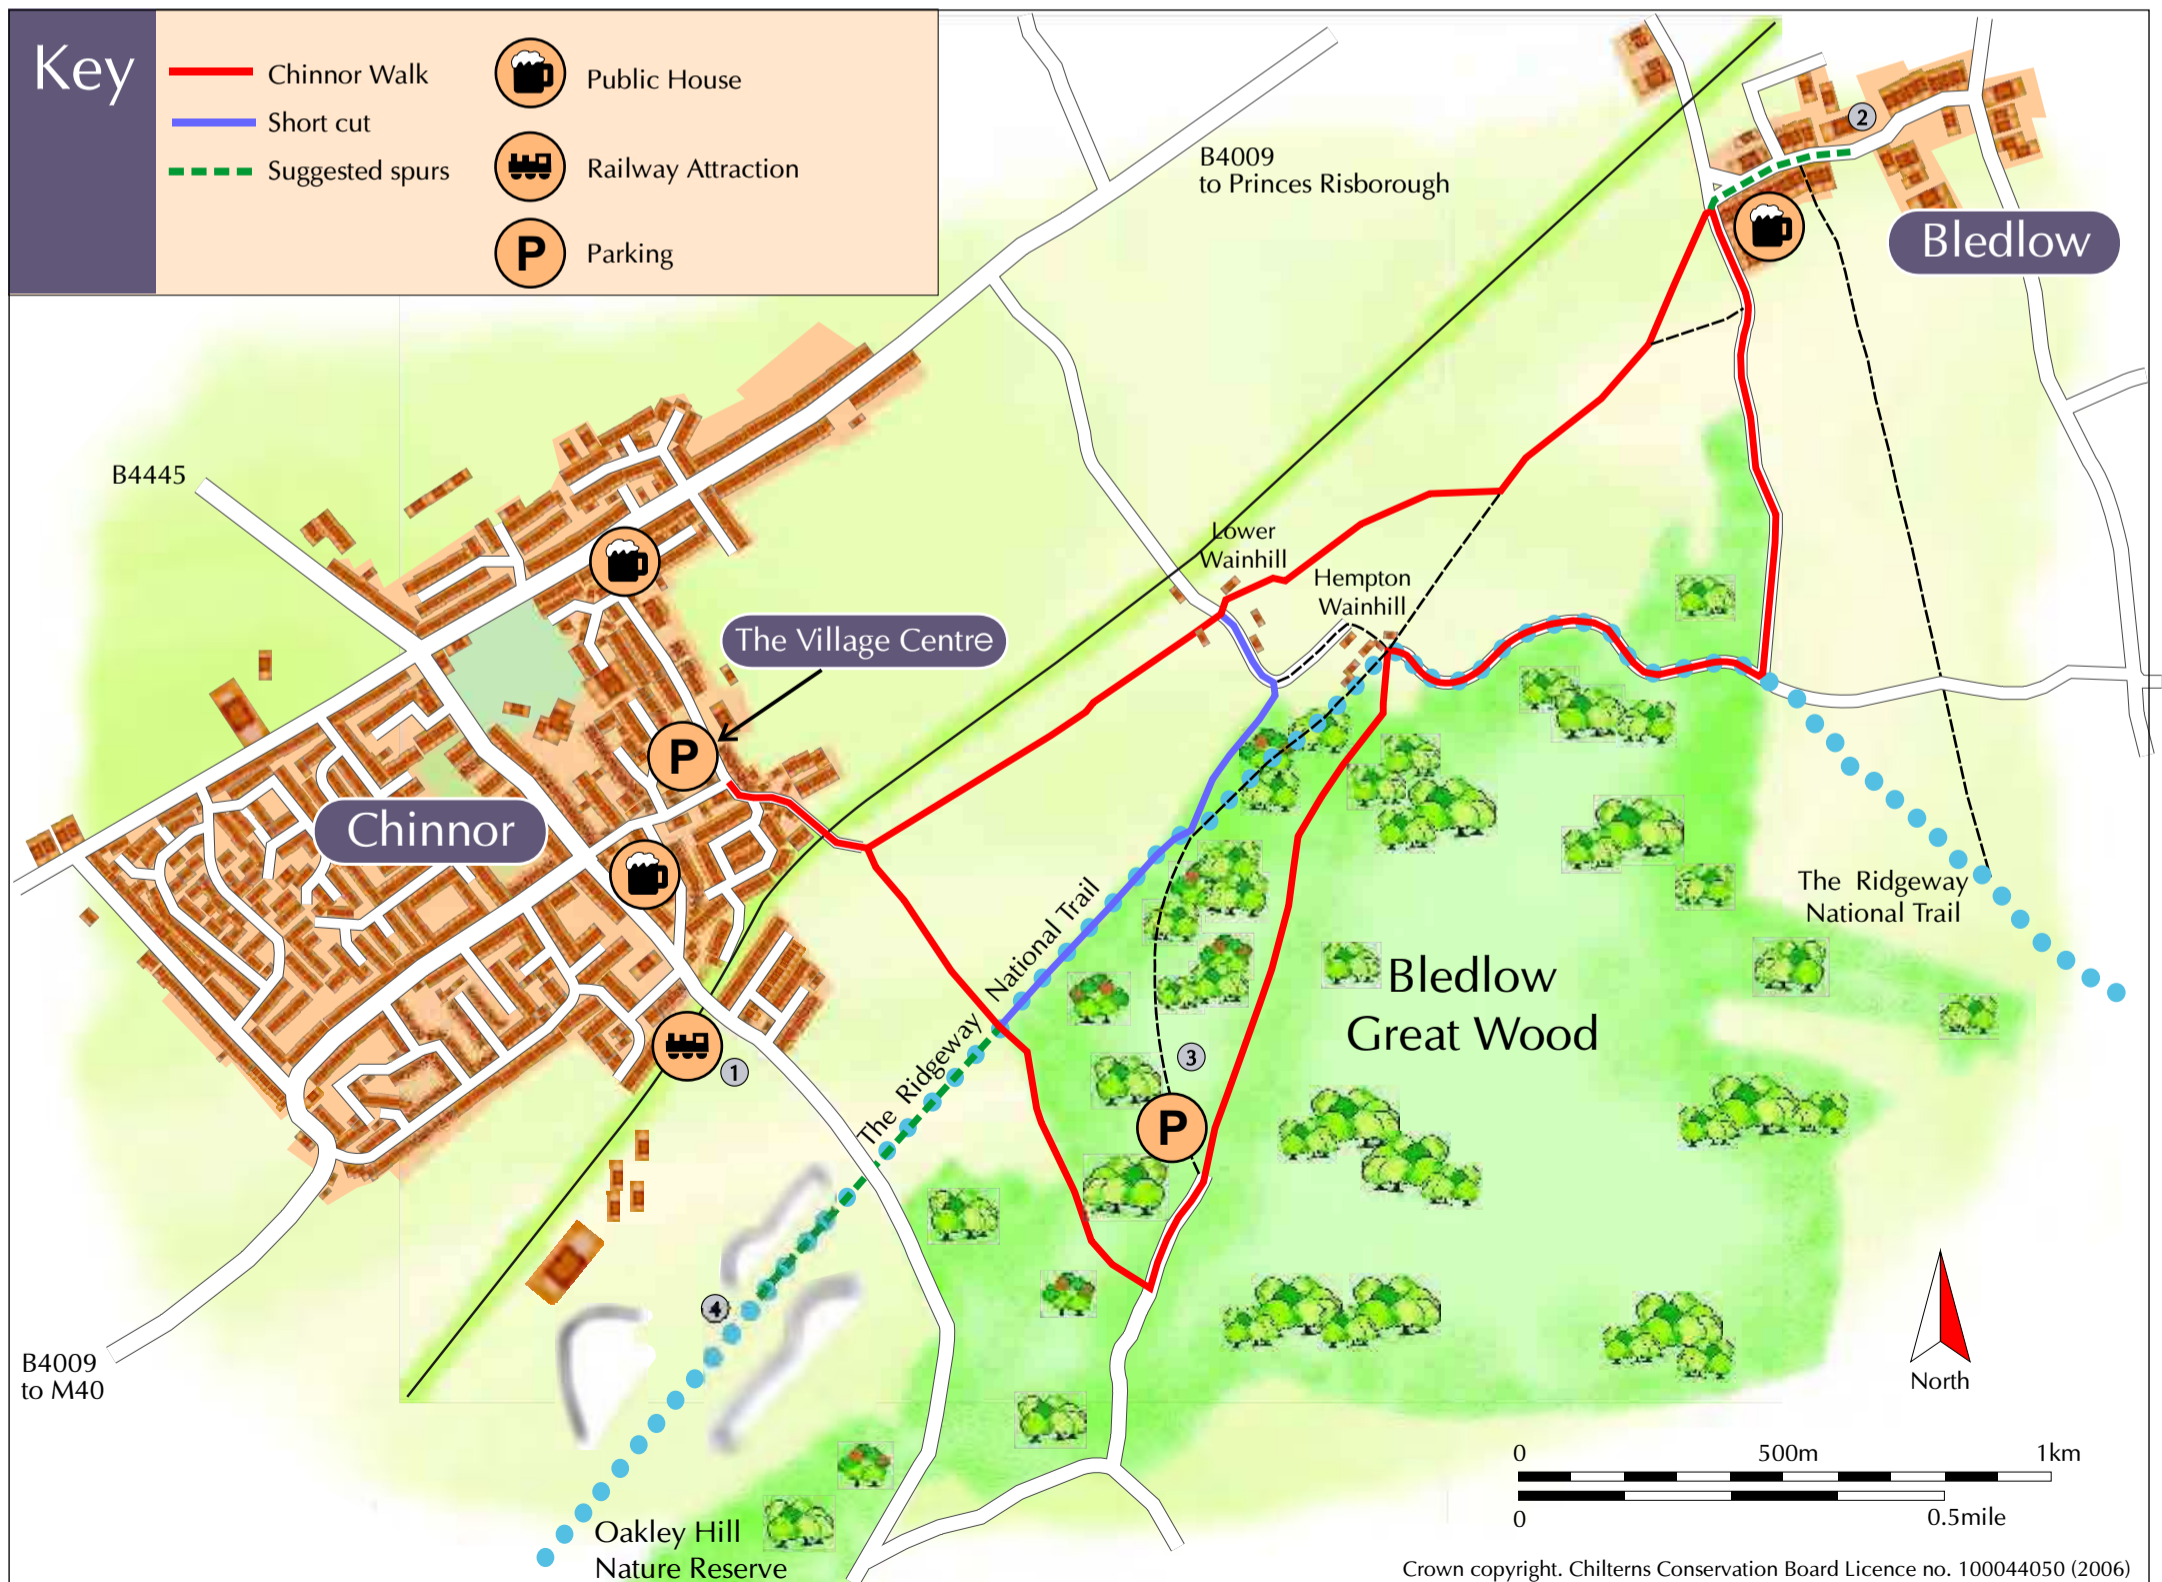 Key
Chinnor Walk
Short cut
Suggested spurs
Public House
Railway Attraction
P
Parking
B4009
to Princes Risborough
2
Bledlow
B4445
Lower
Wainhill
Hempton
Wainhill
The Village Centre
P
Chinnor
The Ridgeway
National Trail
The Ridgeway
National Trail
Bledlow
Great Wood
1
3
P
4
B4009
to M40
North
0
500m
1km
0
0.5mile
Oakley Hill
Nature Reserve
Crown copyright. Chilterns Conservation Board Licence no. 100044050 (2006)